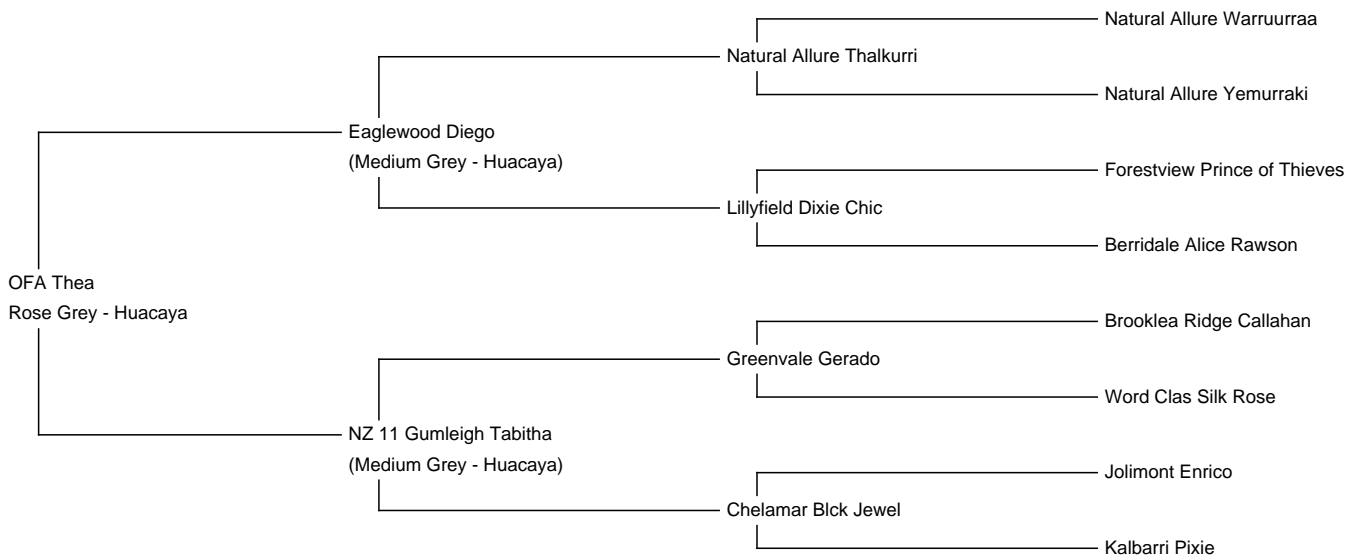 Natural Allure Warruurraa
Natural Allure Thalkurri
Natural Allure Yemurraki
Eaglewood Diego
(Medium Grey - Huacaya)
Forestview Prince of Thieves
Lillyfield Dixie Chic
Berridale Alice Rawson
OFA Thea
Rose Grey - Huacaya
Brooklea Ridge Callahan
Greenvale Gerado
Word Clas Silk Rose
NZ 11 Gumleigh Tabitha
(Medium Grey - Huacaya)
Jolimont Enrico
Chelamar Blck Jewel
Kalbarri Pixie